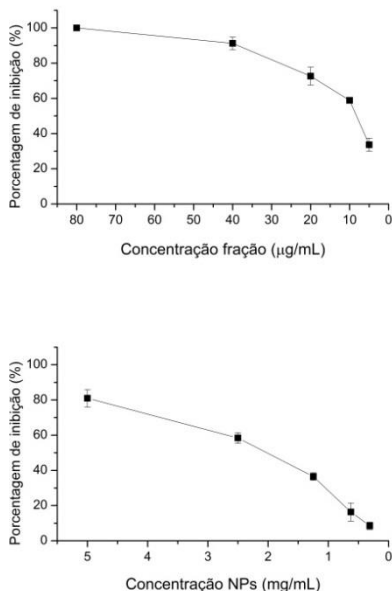 Porcentagem de inibição (%)
100
80
60
40
20
0
80 70 60 50 40 30 20 10 0
Concentração fração (µg/mL)
Porcentagem de inibição (%)
100
80
60
40
20
0
5 4 3 2 1 0
Concentração NPs (mg/mL)